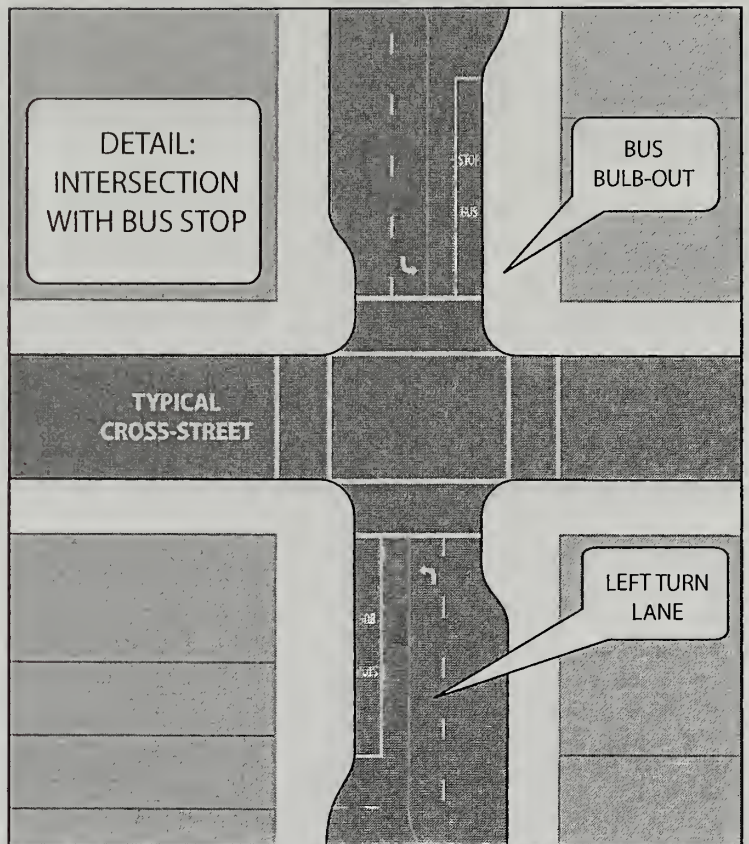 DETAIL:
INTERSECTION
WITH BUS STOP
BUS
BULB-OUT
STOP
BUS
TYPICAL
CROSS-STREET
LEFT TURN
LANE